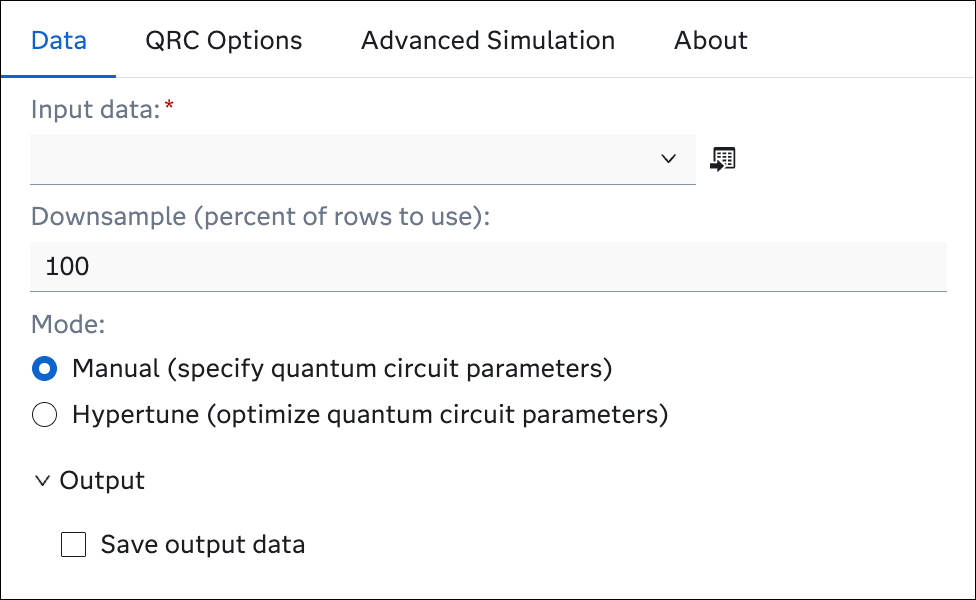 Data QRC Options Advanced Simulation About
Input data:*
Downsample (percent of rows to use):
100
Mode:
Manual (specify quantum circuit parameters)
Hypertune (optimize quantum circuit parameters)
Output
Save output data